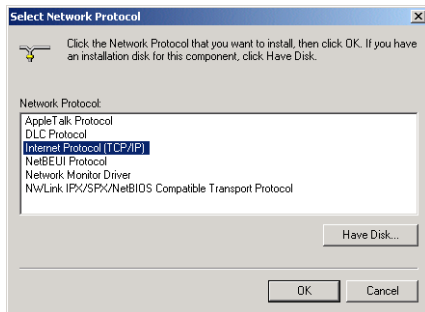 Select Network Protocol
Click the Network Protocol that you want to install, then click OK. If you have
an installation disk for this component, click Have Disk.
Network Protocol:
AppleTalk Protocol
DLC Protocol
Internet Protocol (TCP/IP)
NetBEUI Protocol
Network Monitor Driver
NWLink IPX/SPX/NetBIOS Compatible Transport Protocol
Have Disk...
OK
Cancel